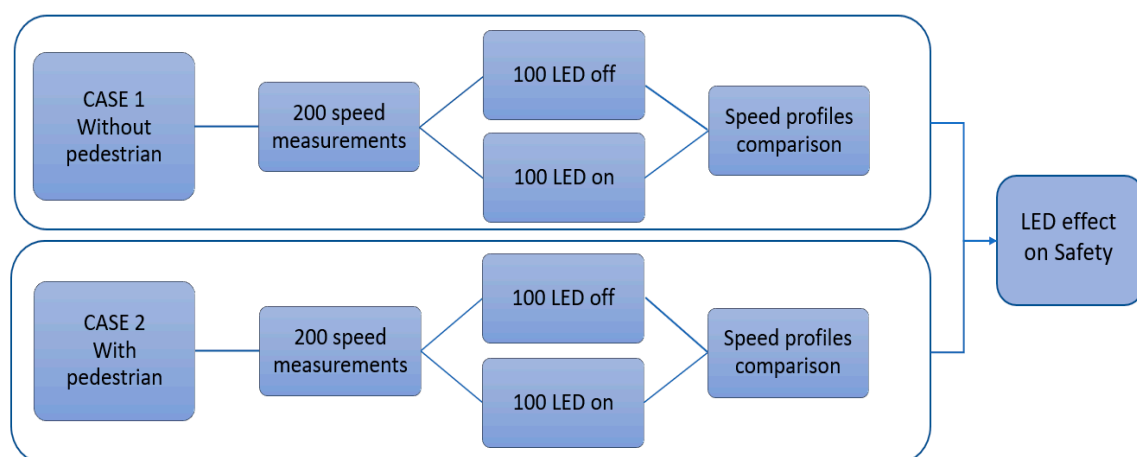 CASE 1
Without
pedestrian
200 speed
measurements
100 LED off
100 LED on
Speed profiles
comparison
CASE 2
With
pedestrian
200 speed
measurements
100 LED off
100 LED on
Speed profiles
comparison
LED effect
on Safety